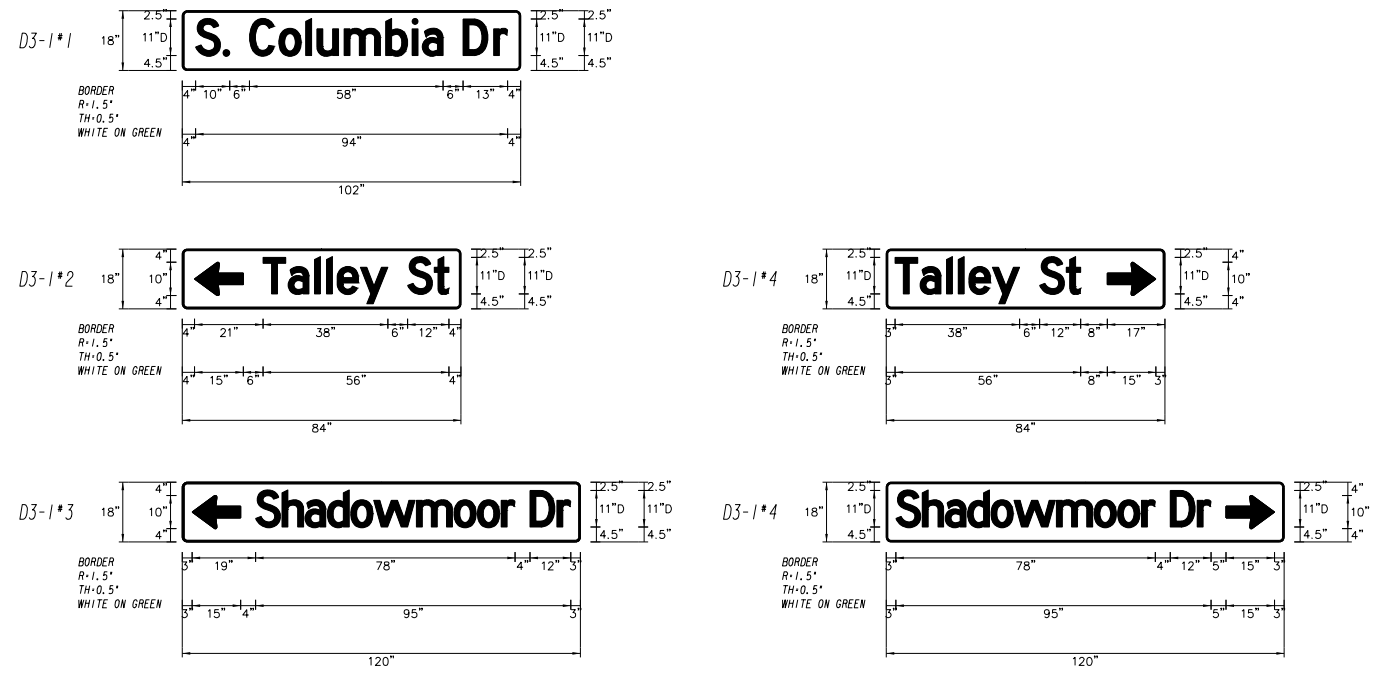 D3-1#1
18"
2.5"
11"D
4.5"
S. Columbia Dr
2.5"
11"D
4.5"
2.5"
11"D
4.5"
BORDER
R=1.5"
TH=0.5"
WHITE ON GREEN
4" 10" 6" 58" 6" 13" 4"
4" 94" 4"
102"
D3-1#2
18"
4"
10"
4"
Talley St
2.5"
11"D
4.5"
2.5"
11"D
4.5"
BORDER
R=1.5"
TH=0.5"
WHITE ON GREEN
4" 21" 38" 6" 12" 4"
4" 15" 6" 56" 4"
84"
D3-1#4
18"
2.5"
11"D
4.5"
Talley St
2.5"
11"D
4.5"
4"
10"
4"
BORDER
R=1.5"
TH=0.5"
WHITE ON GREEN
3" 38" 6" 12" 8" 17"
3" 56" 8" 15" 3"
84"
D3-1#3
18"
4"
10"
4"
Shadowmoor Dr
2.5"
11"D
4.5"
2.5"
11"D
4.5"
BORDER
R=1.5"
TH=0.5"
WHITE ON GREEN
3" 19" 78" 4" 12" 3"
3" 15" 4" 95" 3"
120"
D3-1#4
18"
2.5"
11"D
4.5"
Shadowmoor Dr
2.5"
11"D
4.5"
4"
10"
4"
BORDER
R=1.5"
TH=0.5"
WHITE ON GREEN
3" 78" 4" 12" 5" 15" 3"
3" 95" 5" 15" 3"
120"